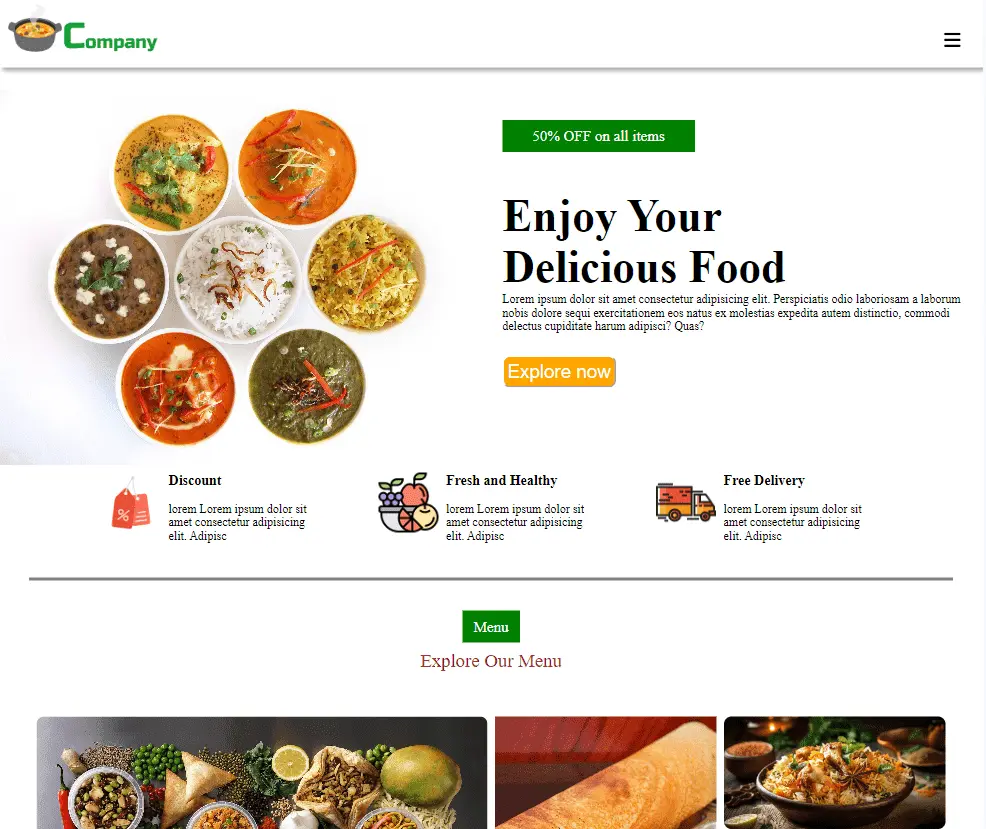 Company
50% OFF on all items
Enjoy Your
Delicious Food
Lorem ipsum dolor sit amet consectetur adipisicing elit. Perspiciatis odio laboriosam a laborum
nobis dolore sequi exercitationem eos natus ex molestias expedita autem distinctio, commodi
delectus cupiditate harum adipisci? Quas?
Explore now
Discount
lorem Lorem ipsum dolor sit
amet consectetur adipisicing
elit. Adipisc
Fresh and Healthy
lorem Lorem ipsum dolor sit
amet consectetur adipisicing
elit. Adipisc
Free Delivery
lorem Lorem ipsum dolor sit
amet consectetur adipisicing
elit. Adipisc
Menu
Explore Our Menu